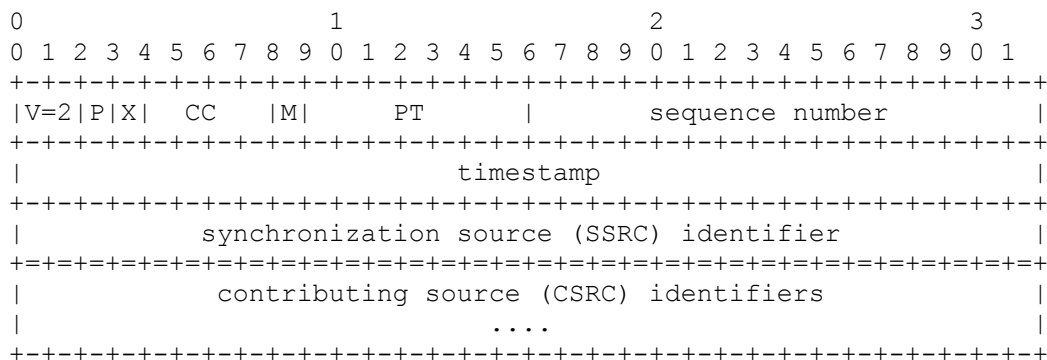 0                   1                   2                   3
0 1 2 3 4 5 6 7 8 9 0 1 2 3 4 5 6 7 8 9 0 1 2 3 4 5 6 7 8 9 0 1
+-+-+-+-+-+-+-+-+-+-+-+-+-+-+-+-+-+-+-+-+-+-+-+-+-+-+-+-+-+-+-+-+
|V=2|P|X|  CC   |M|     PT      |       sequence number         |
+-+-+-+-+-+-+-+-+-+-+-+-+-+-+-+-+-+-+-+-+-+-+-+-+-+-+-+-+-+-+-+-+
|                           timestamp                           |
+-+-+-+-+-+-+-+-+-+-+-+-+-+-+-+-+-+-+-+-+-+-+-+-+-+-+-+-+-+-+-+-+
|           synchronization source (SSRC) identifier            |
+=+=+=+=+=+=+=+=+=+=+=+=+=+=+=+=+=+=+=+=+=+=+=+=+=+=+=+=+=+=+=+=+
|            contributing source (CSRC) identifiers             |
|                             ....                              |
+-+-+-+-+-+-+-+-+-+-+-+-+-+-+-+-+-+-+-+-+-+-+-+-+-+-+-+-+-+-+-+-+